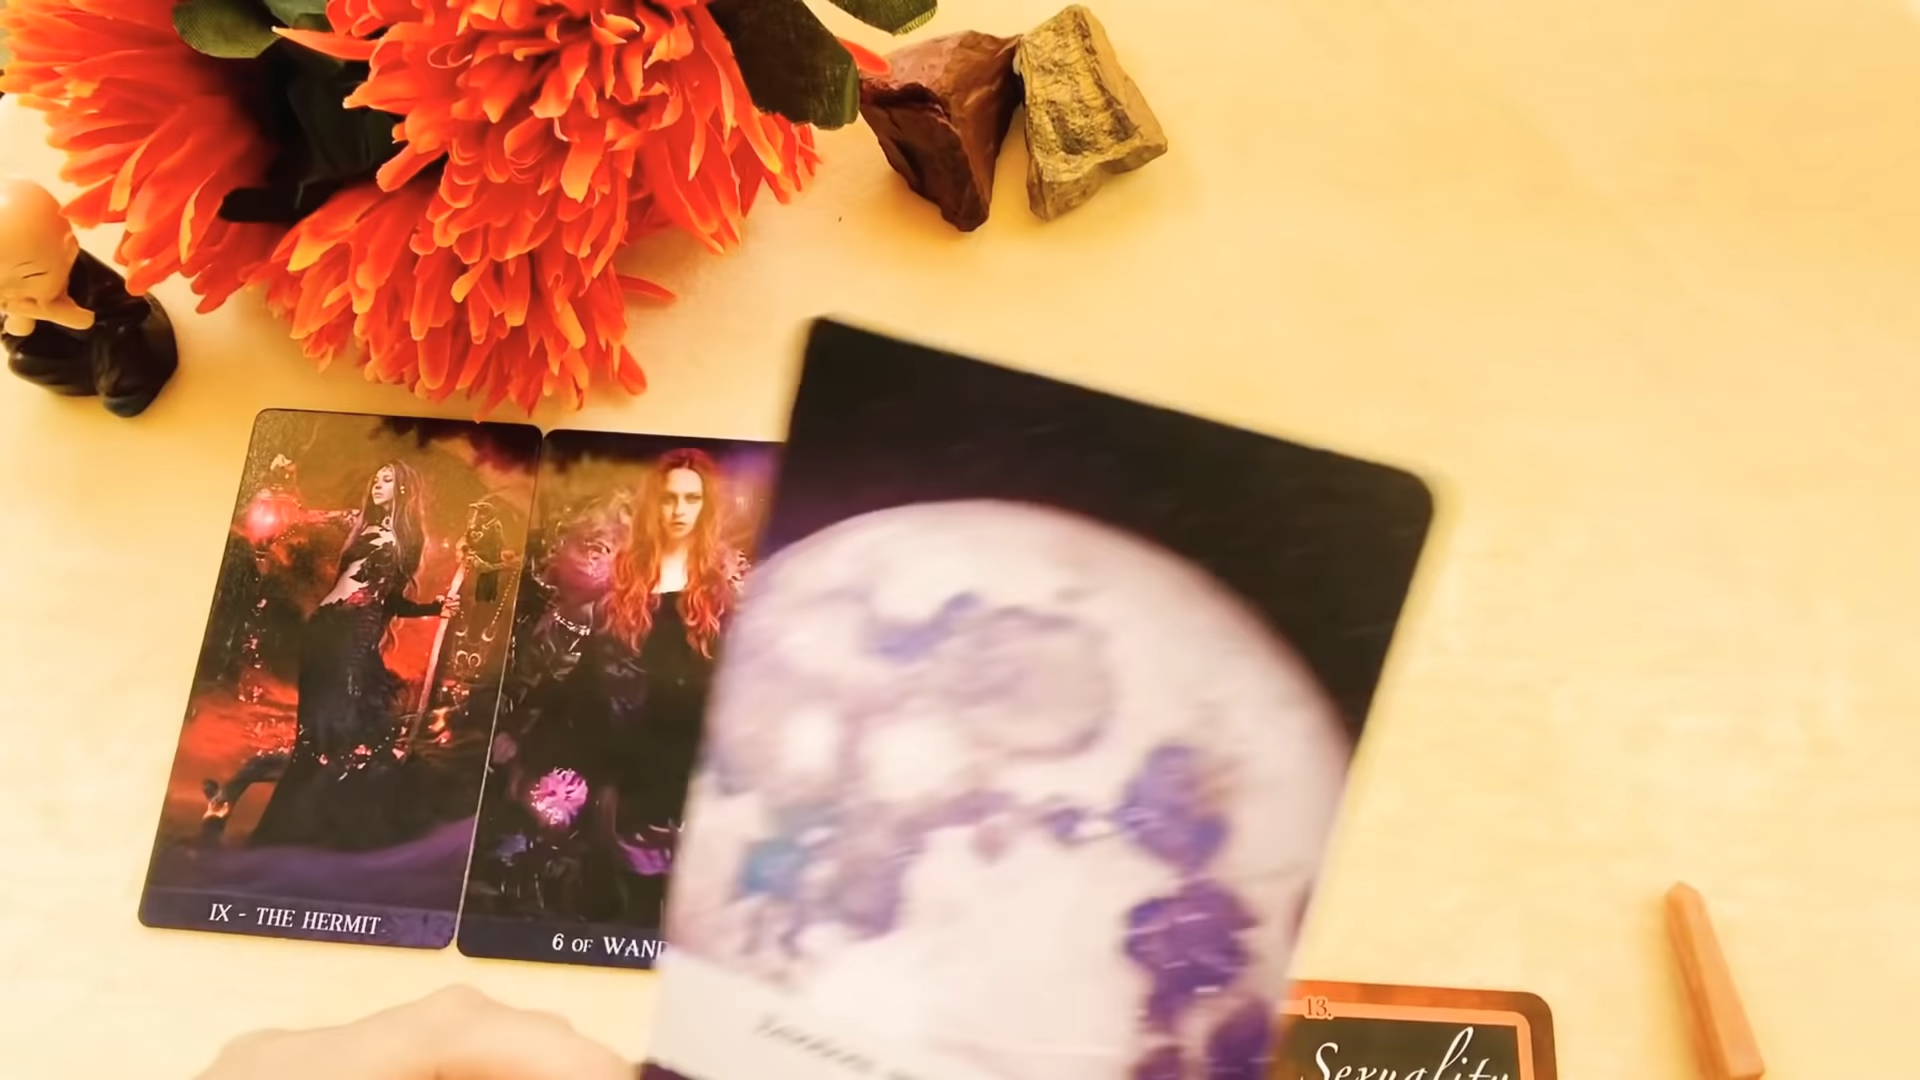 IX - THE HERMIT
6 OF WAND
13.
Sexuality